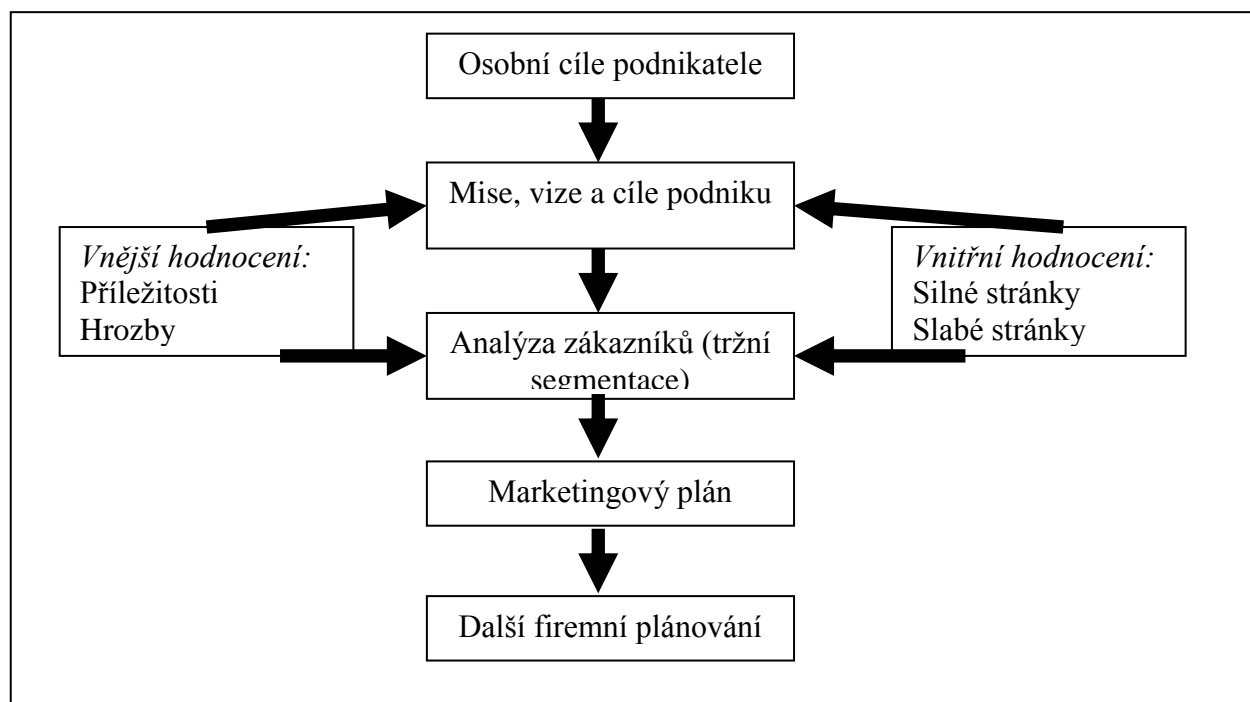 Osobní cíle podnikatele
Mise, vize a cíle podniku
Vnější hodnocení:
Příležitosti
Hrozby
Vnitřní hodnocení:
Silné stránky
Slabé stránky
Analýza zákazníků (tržní
segmentace)
Marketingový plán
Další firemní plánování